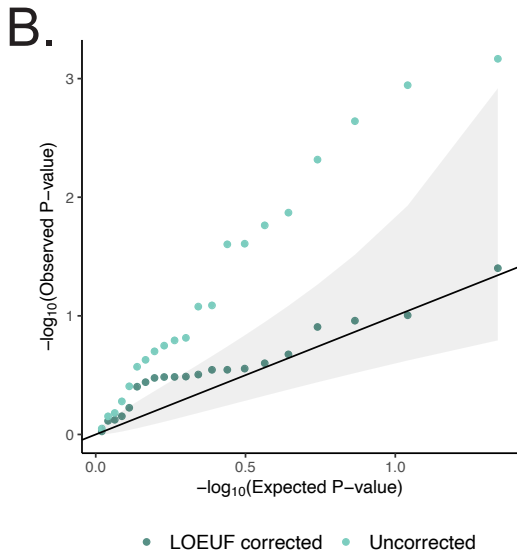 B.
−log10(Observed P−value)
3
2
1
0
0.0 0.5 1.0
−log10(Expected P−value)
LOEUF corrected Uncorrected